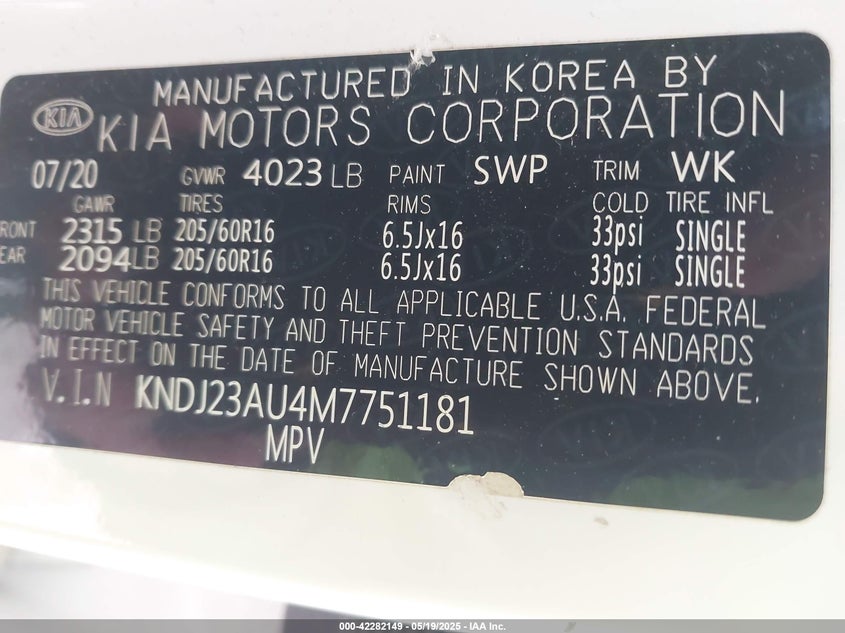 MANUFACTURED IN KOREA BY
KIA KIA MOTORS CORPORATION
07/20 GVWR 4023 LB PAINT SWP TRIM WK
GAWR TIRES RIMS COLD TIRE INFL
RONT 2315 LB 205/60R16 6.5Jx16 33psi SINGLE
EAR 2094LB 205/60R16 6.5Jx16 33psi SINGLE
THIS VEHICLE CONFORMS TO ALL APPLICABLE U.S.A. FEDERAL
MOTOR VEHICLE SAFETY AND THEFT PREVENTION STANDARDS
IN EFFECT ON THE DATE OF MANUFACTURE SHOWN ABOVE.
V.I.N KNDJ23AU4M7751181
MPV
000-42282149 - 05/19/2025 - IAA Inc.